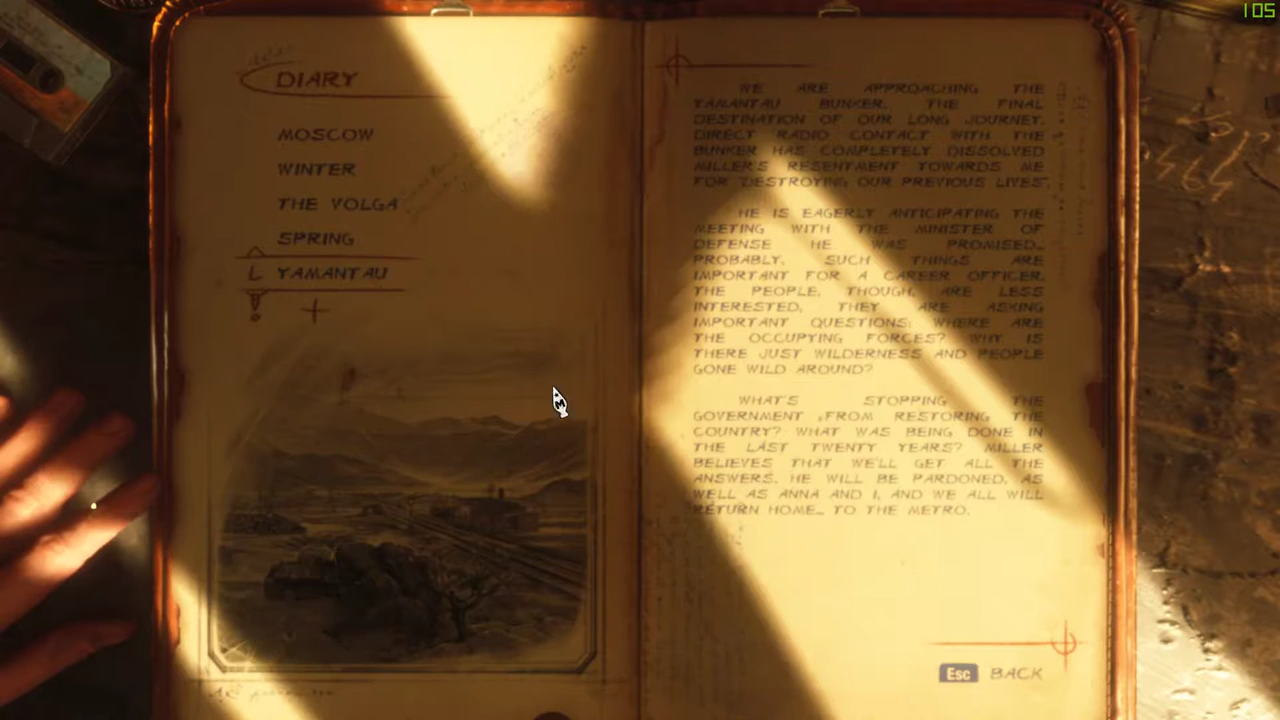 105
DIARY
MOSCOW
WINTER
THE VOLGA
SPRING
YAMANTAU
WE ARE APPROACHING THE
YAMANTAU BUNKER. THE FINAL
DESTINATION OF OUR LONG JOURNEY.
DIRECT RADIO CONTACT WITH THE
BUNKER HAS COMPLETELY DISSOLVED
MILLER'S RESENTMENT TOWARDS ME
FOR "DESTROYING OUR PREVIOUS LIVES".
HE IS EAGERLY ANTICIPATING THE
MEETING WITH THE MINISTER OF
DEFENSE HE WAS PROMISED...
PROBABLY, SUCH THINGS ARE
IMPORTANT FOR A CAREER OFFICER.
THE PEOPLE, THOUGH, ARE LESS
INTERESTED, THEY ARE ASKING
IMPORTANT QUESTIONS: WHERE ARE
THE OCCUPYING FORCES? WHY IS
THERE JUST WILDERNESS AND PEOPLE
GONE WILD AROUND?
WHAT'S STOPPING THE
GOVERNMENT FROM RESTORING THE
COUNTRY? WHAT WAS BEING DONE IN
THE LAST TWENTY YEARS? MILLER
BELIEVES THAT WE'LL GET ALL THE
ANSWERS. HE WILL BE PARDONED, AS
WELL AS ANNA AND I, AND WE ALL WILL
RETURN HOME... TO THE METRO.
Esc BACK